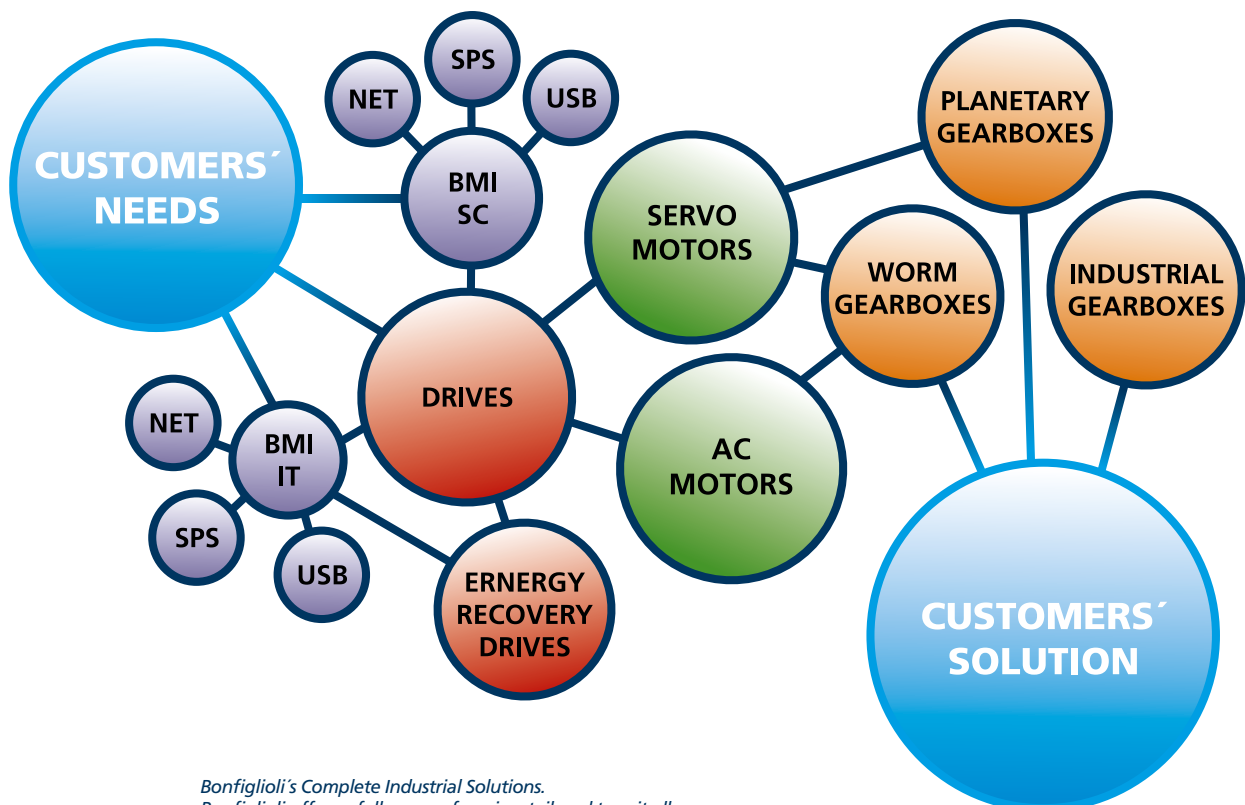 CUSTOMERS´
NEEDS
NET
SPS
USB
BMI
SC
PLANETARY
GEARBOXES
SERVO
MOTORS
WORM
GEARBOXES
INDUSTRIAL
GEARBOXES
DRIVES
NET
BMI
IT
SPS
USB
AC
MOTORS
ERNERGY
RECOVERY
DRIVES
CUSTOMERS´
SOLUTION
Bonfiglioli´s Complete Industrial Solutions.